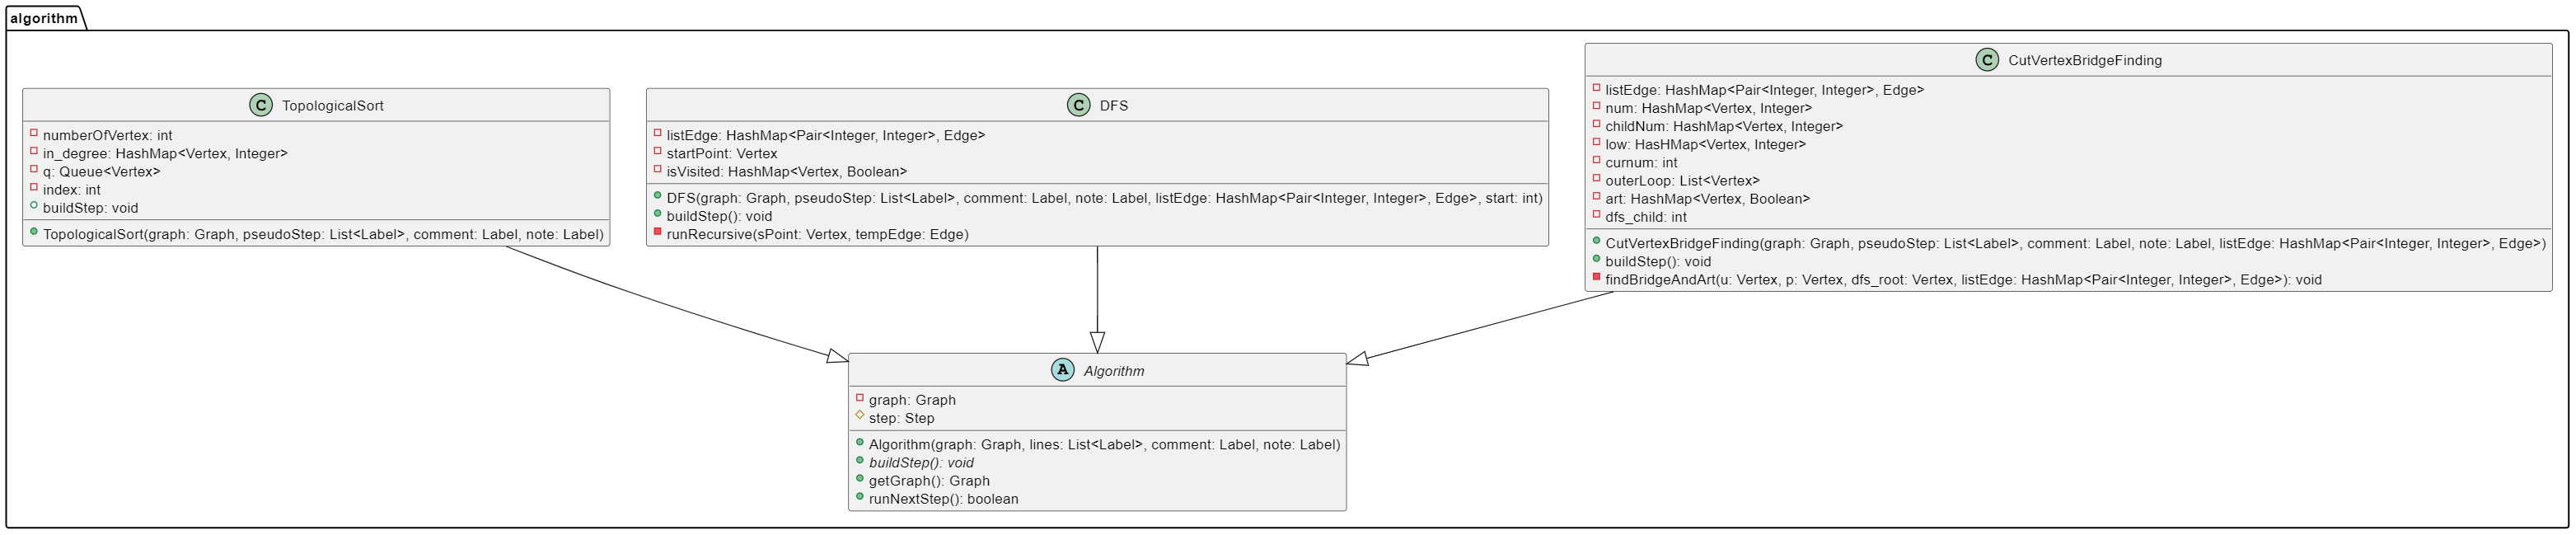 algorithm
C TopologicalSort
numberOfVertex: int
in_degree: HashMap<Vertex, Integer>
q: Queue<Vertex>
index: int
buildStep: void
TopologicalSort(graph: Graph, pseudoStep: List<Label>, comment: Label, note: Label)
C DFS
listEdge: HashMap<Pair<Integer, Integer>, Edge>
startPoint: Vertex
isVisited: HashMap<Vertex, Boolean>
DFS(graph: Graph, pseudoStep: List<Label>, comment: Label, note: Label, listEdge: HashMap<Pair<Integer, Integer>, Edge>, start: int)
buildStep(): void
runRecursive(sPoint: Vertex, tempEdge: Edge)
C CutVertexBridgeFinding
listEdge: HashMap<Pair<Integer, Integer>, Edge>
num: HashMap<Vertex, Integer>
childNum: HashMap<Vertex, Integer>
low: HasHMap<Vertex, Integer>
curnum: int
outerLoop: List<Vertex>
art: HashMap<Vertex, Boolean>
dfs_child: int
CutVertexBridgeFinding(graph: Graph, pseudoStep: List<Label>, comment: Label, note: Label, listEdge: HashMap<Pair<Integer, Integer>, Edge>)
buildStep(): void
findBridgeAndArt(u: Vertex, p: Vertex, dfs_root: Vertex, listEdge: HashMap<Pair<Integer, Integer>, Edge>): void
A Algorithm
graph: Graph
step: Step
Algorithm(graph: Graph, lines: List<Label>, comment: Label, note: Label)
buildStep(): void
getGraph(): Graph
runNextStep(): boolean